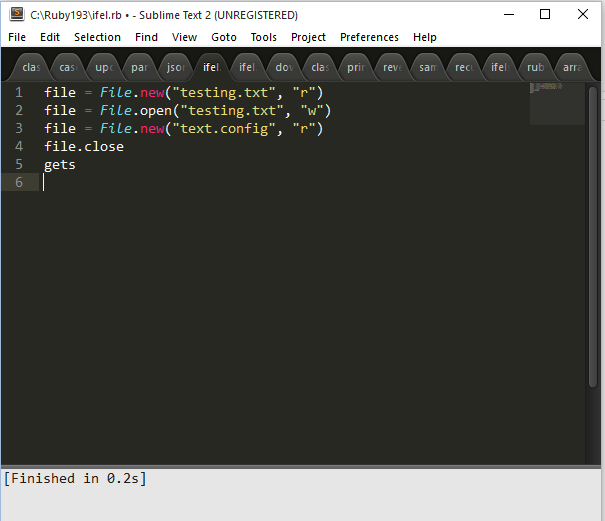 C:\Ruby193\ifel.rb • - Sublime Text 2 (UNREGISTERED)
File Edit Selection Find View Goto Tools Project Preferences Help
clas case upd par json ifel. ifel. dov clas prin reve sam recu ifel rub arra
1 file = File.new("testing.txt", "r")
2 file = File.open("testing.txt", "w")
3 file = File.new("text.config", "r")
4 file.close
5 gets
6
[Finished in 0.2s]